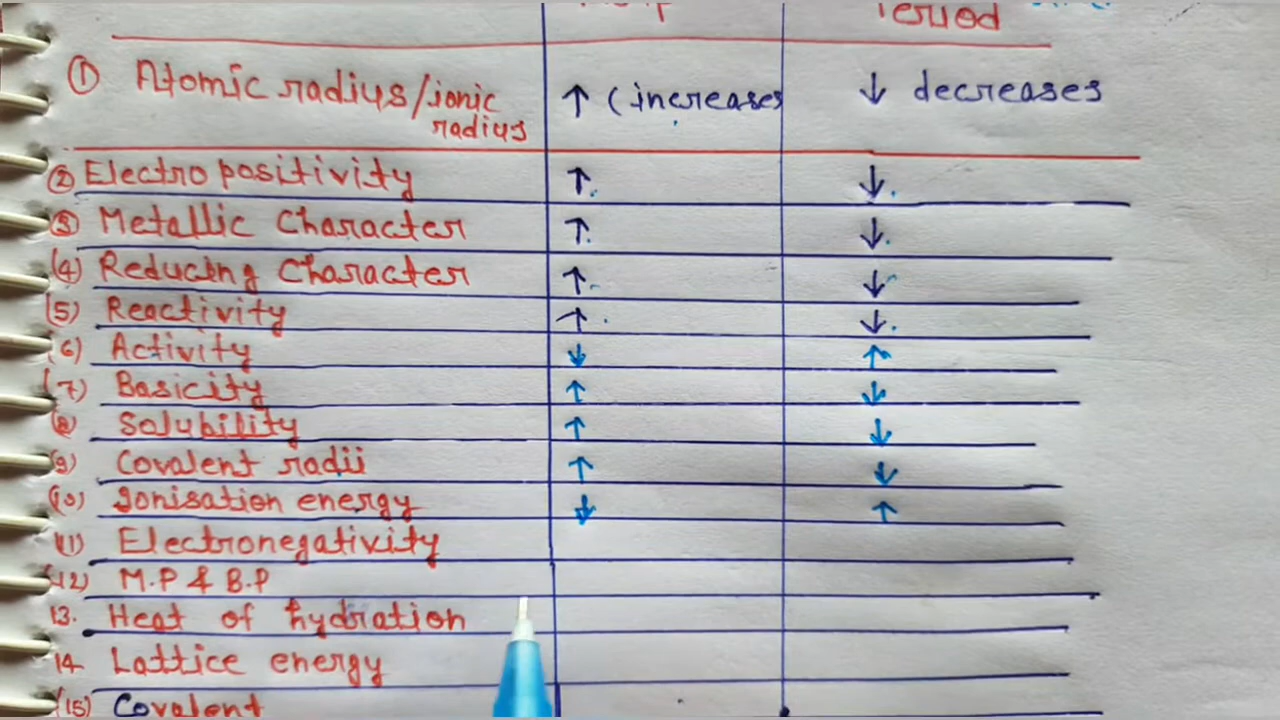 Period
① Atomic radius/ionic radius ↑ (increases ↓ decreases
② Electro positivity ↑ ↓
③ Metallic Character ↑ ↓
(4) Reducing Character ↑ ↓
(5) Reactivity ↑ ↓
(6) Activity ↓ ↑
(7) Basicity ↑ ↓
(8) Solubility ↑ ↓
(9) Covalent radii ↑ ↓
(10) Ionisation energy ↓ ↑
(11) Electronegativity
(12) M.P & B.P
13. Heat of hydration
14. Lattice energy
(15) Covalent